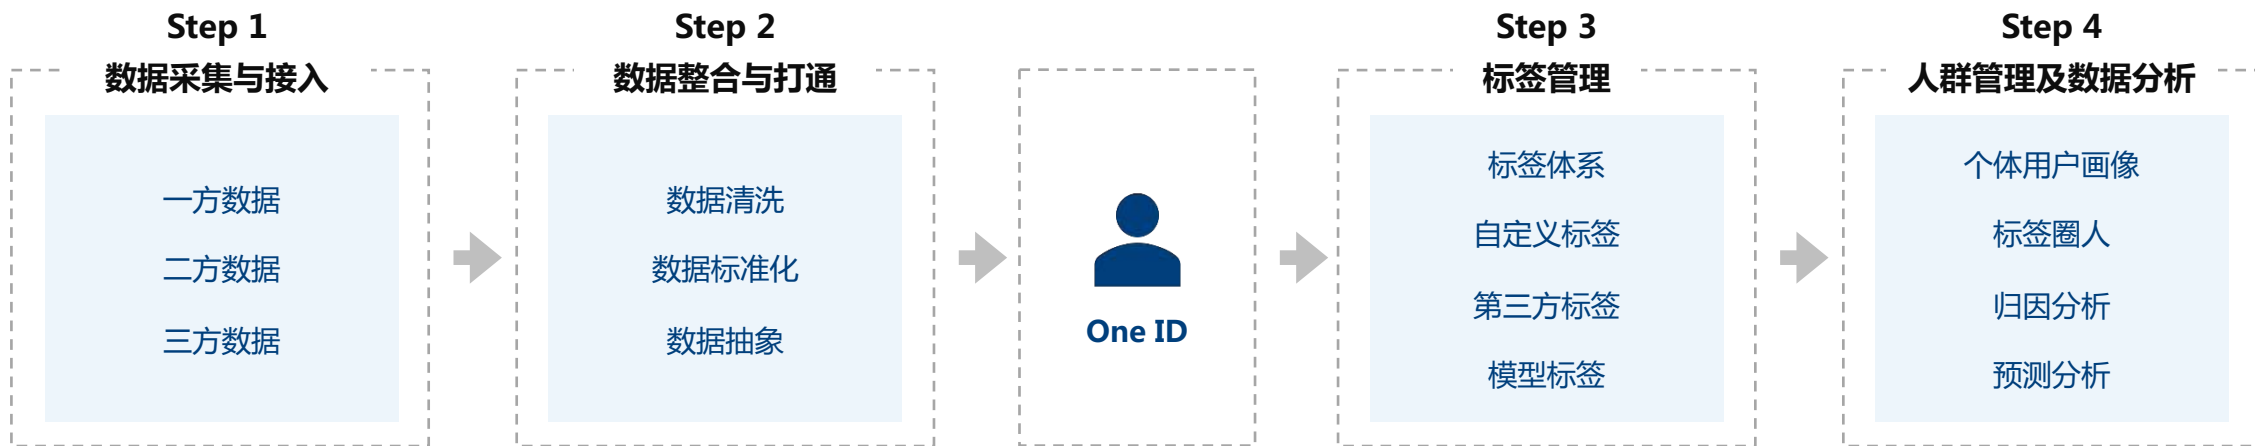 Step 1
数据采集与接入
一方数据
二方数据
三方数据
Step 2
数据整合与打通
数据清洗
数据标准化
数据抽象
One ID
Step 3
标签管理
标签体系
自定义标签
第三方标签
模型标签
Step 4
人群管理及数据分析
个体用户画像
标签圈人
归因分析
预测分析